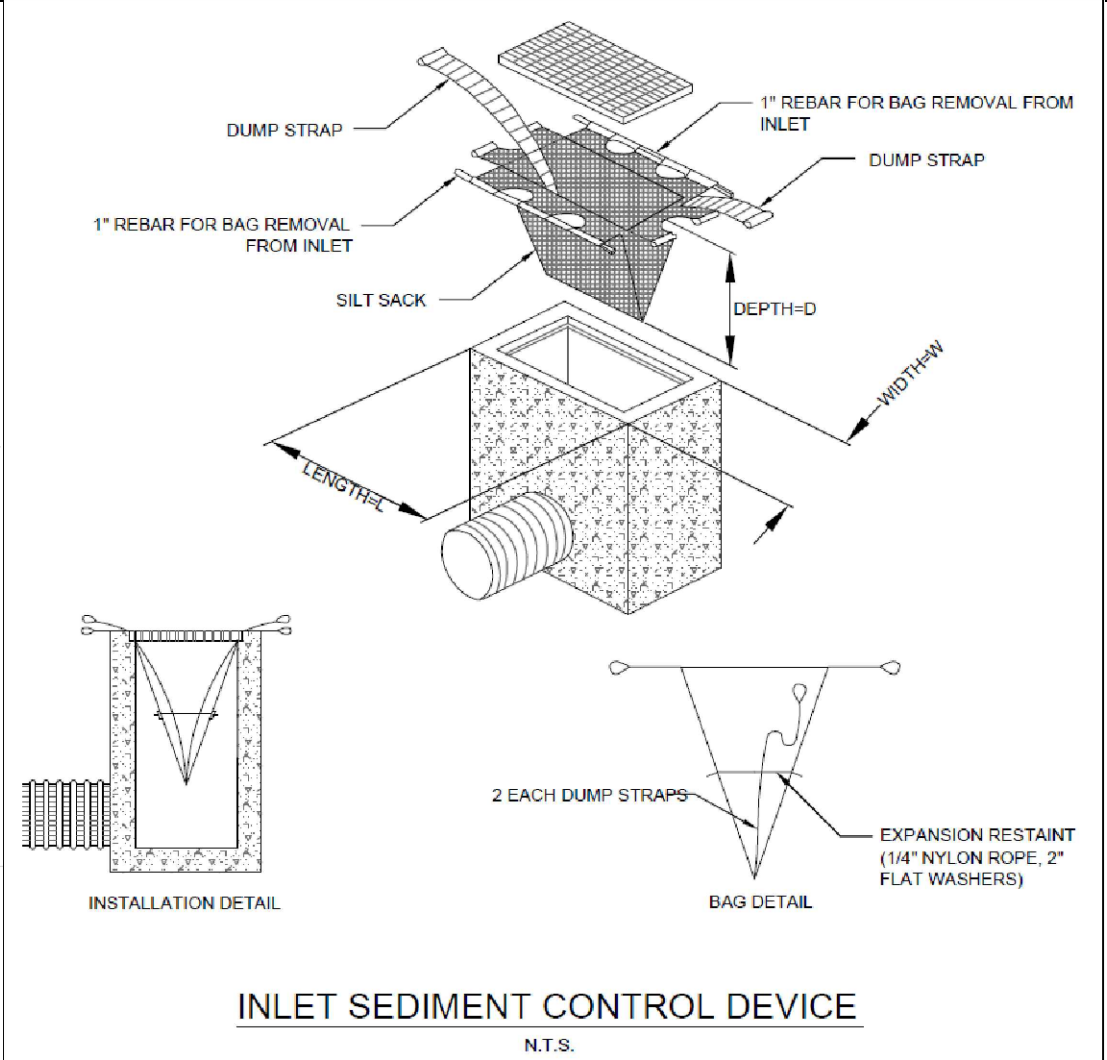 DUMP STRAP
1" REBAR FOR BAG REMOVAL FROM
INLET
DUMP STRAP
1" REBAR FOR BAG REMOVAL
FROM INLET
SILT SACK
DEPTH=D
WIDTH=W
LENGTH=L
2 EACH DUMP STRAPS
EXPANSION RESTAINT
(1/4" NYLON ROPE, 2"
FLAT WASHERS)
INSTALLATION DETAIL
BAG DETAIL
INLET SEDIMENT CONTROL DEVICE
N.T.S.